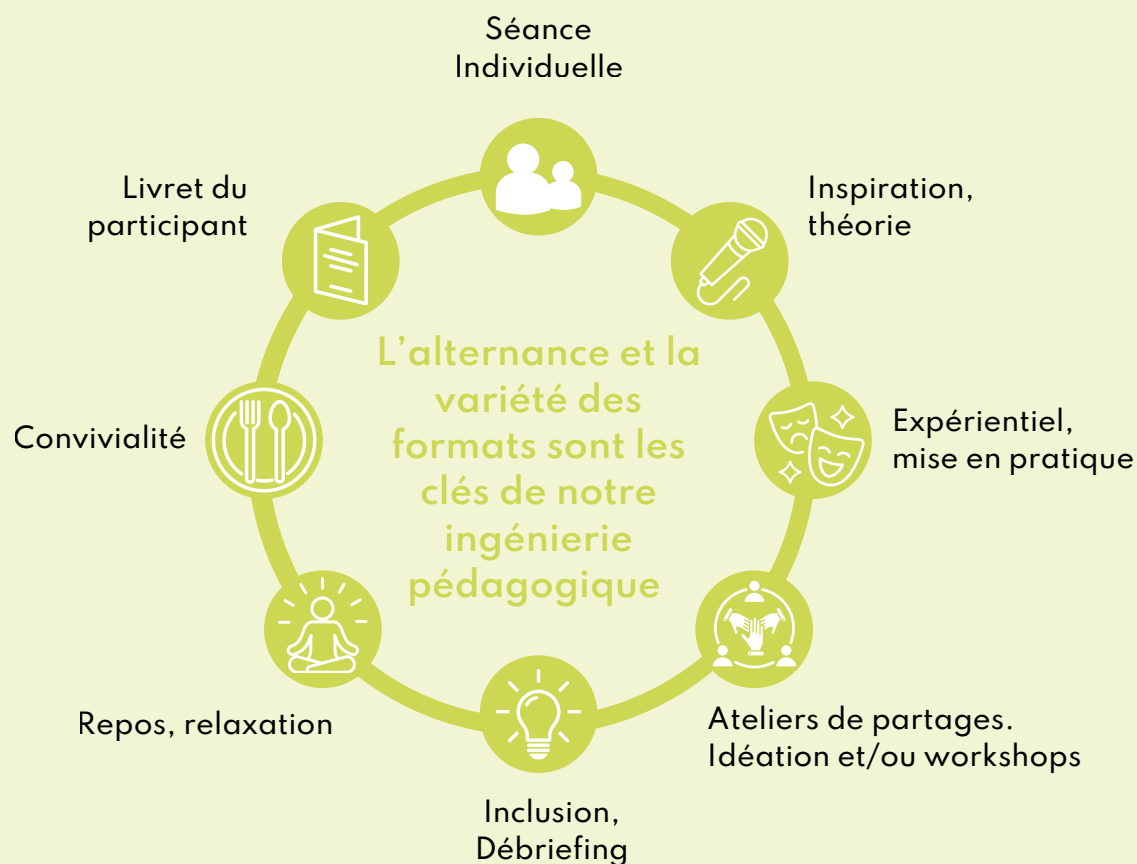 Séance
Individuelle
Inspiration,
théorie
Expérientiel,
mise en pratique
Ateliers de partages.
Idéation et/ou workshops
Inclusion,
Débriefing
Repos, relaxation
Convivialité
Livret du
participant
L’alternance et la
variété des
formats sont les
clés de notre
ingénierie
pédagogique